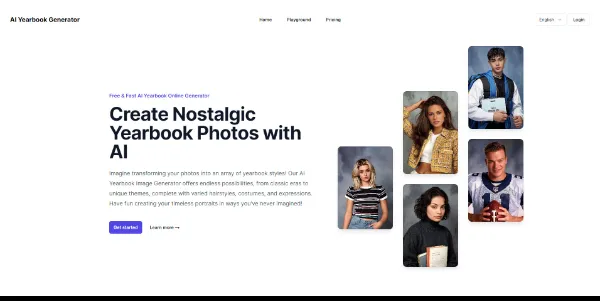 AI Yearbook Generator
Home Playground Pricing
English Login
Free & Fast AI Yearbook Online Generator
Create Nostalgic
Yearbook Photos with
AI
Imagine transforming your photos into an array of yearbook styles! Our AI
Yearbook Image Generator offers endless possibilities, from classic eras to
unique themes, complete with varied hairstyles, costumes, and expressions.
Have fun creating your timeless portraits in ways you've never imagined!
Get started Learn more →